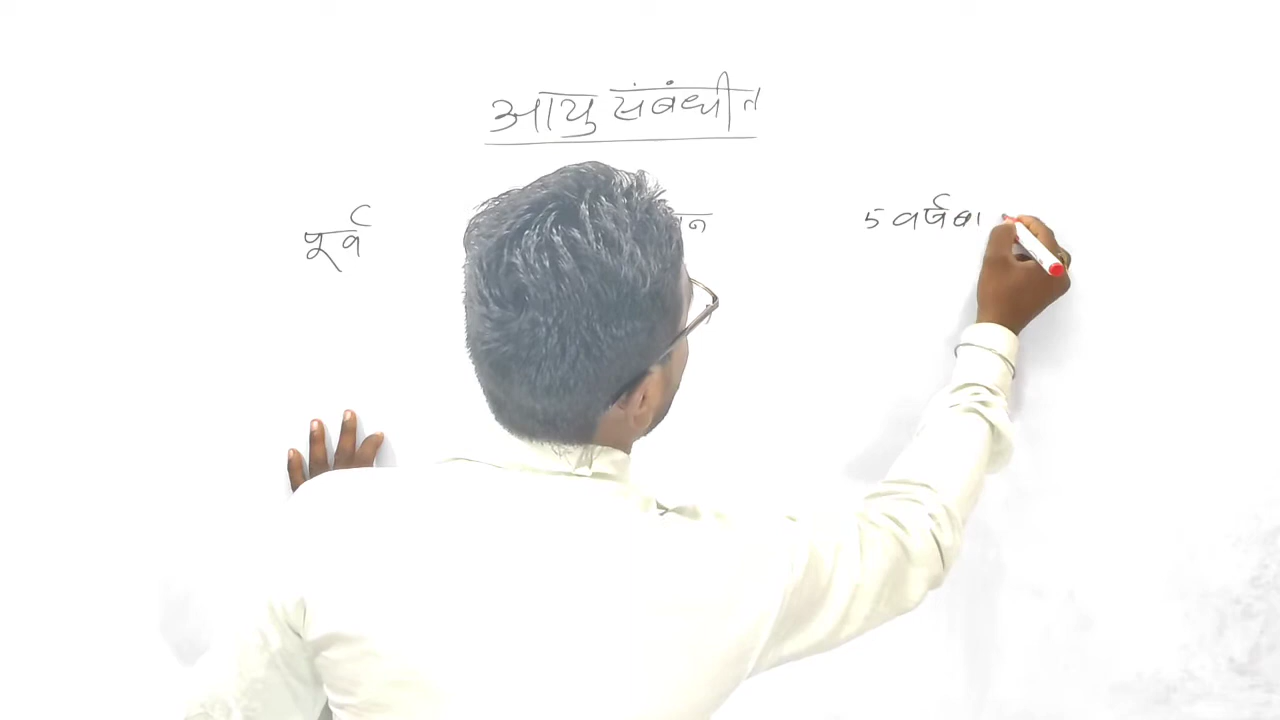 आयु संबंधीत
पूर्व 5 वर्ष बा